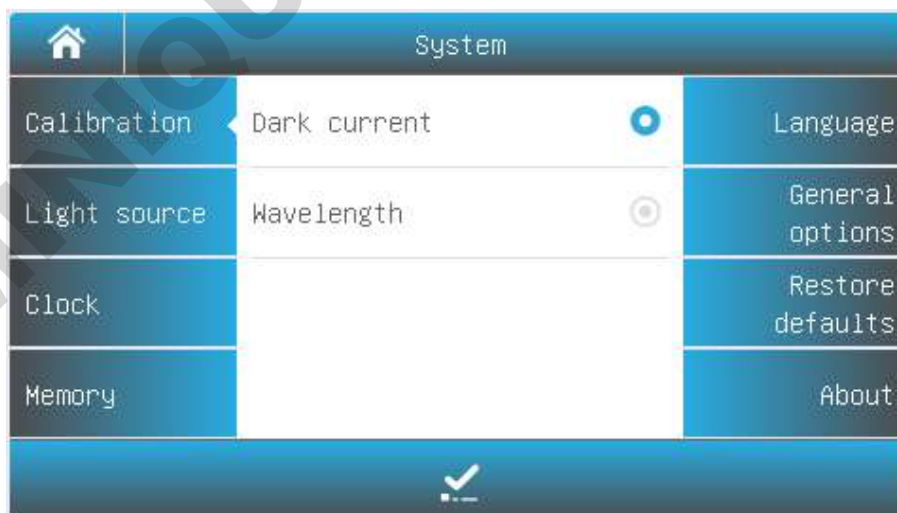 System
Calibration
Dark current
Language
Light source
Wavelength
General
options
Clock
Restore
defaults
Memory
About